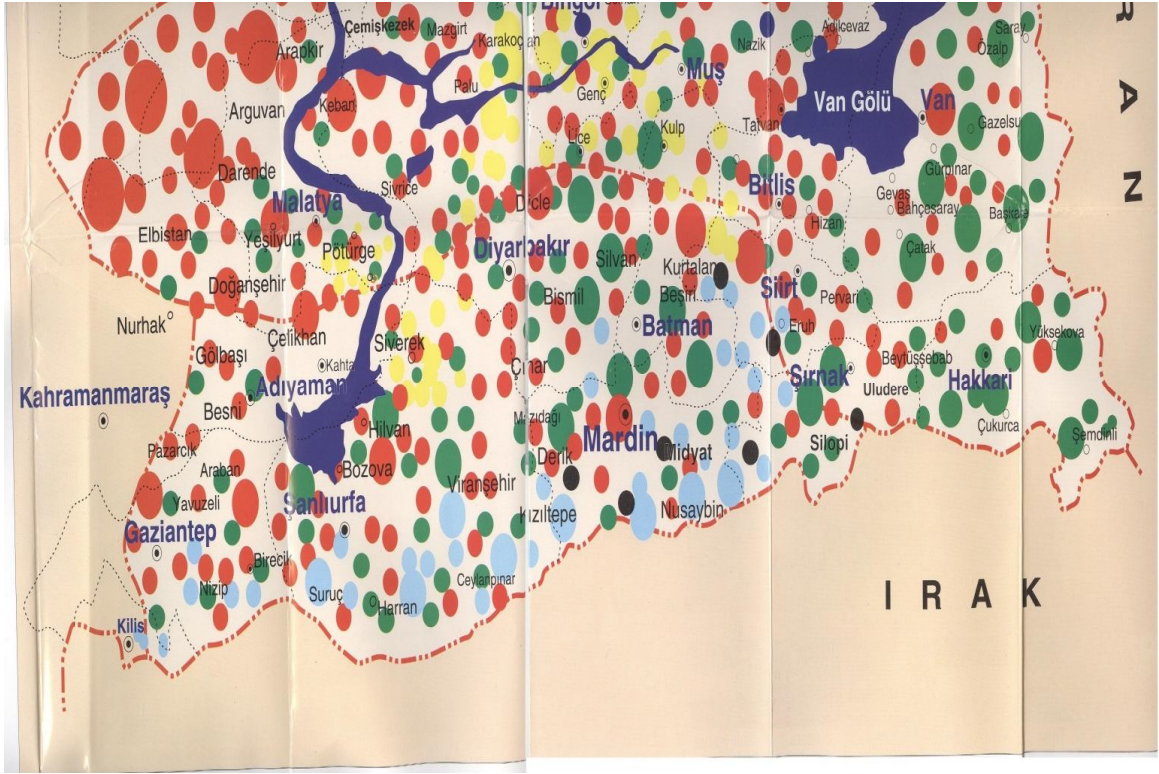 Bingöl
Çemişkezek
Mazgirt
Adilcevaz
Saray
R
Arapkir
Karakoçan
Nazik
Özalp
Muş
Palu
Genç
Arguvan
Keban
Van Gölü
Van
A
Tatvan
Gazelsu
Lice
Kulp
Gürpınar
Darende
Sivrice
Bitlis
N
Malatya
Dicle
Gevaş
Bahçesaray
Başkale
Hizan
Elbistan
Yeşilyurt
Pötürge
Diyarbakır
Çatak
Silvan
Kurtalan
Doğanşehir
Bismil
Beşiri
Siirt
Pervari
Nurhak
Batman
Eruh
Yüksekova
Çelikhan
Siverek
Gölbaşı
Beytüşşebab
Kahta
Çınar
Şırnak
Hakkari
Adıyaman
Uludere
Kahramanmaraş
Besni
Mazıdağı
Hilvan
Çukurca
Mardin
Şemdinli
Silopi
Pazarcık
Midyat
Derik
Araban
Bozova
Viranşehir
Yavuzeli
Şanlıurfa
Nusaybin
Kızıltepe
Gaziantep
Birecik
Ceylanpınar
Nizip
Suruç
Harran
IRAK
Kilis